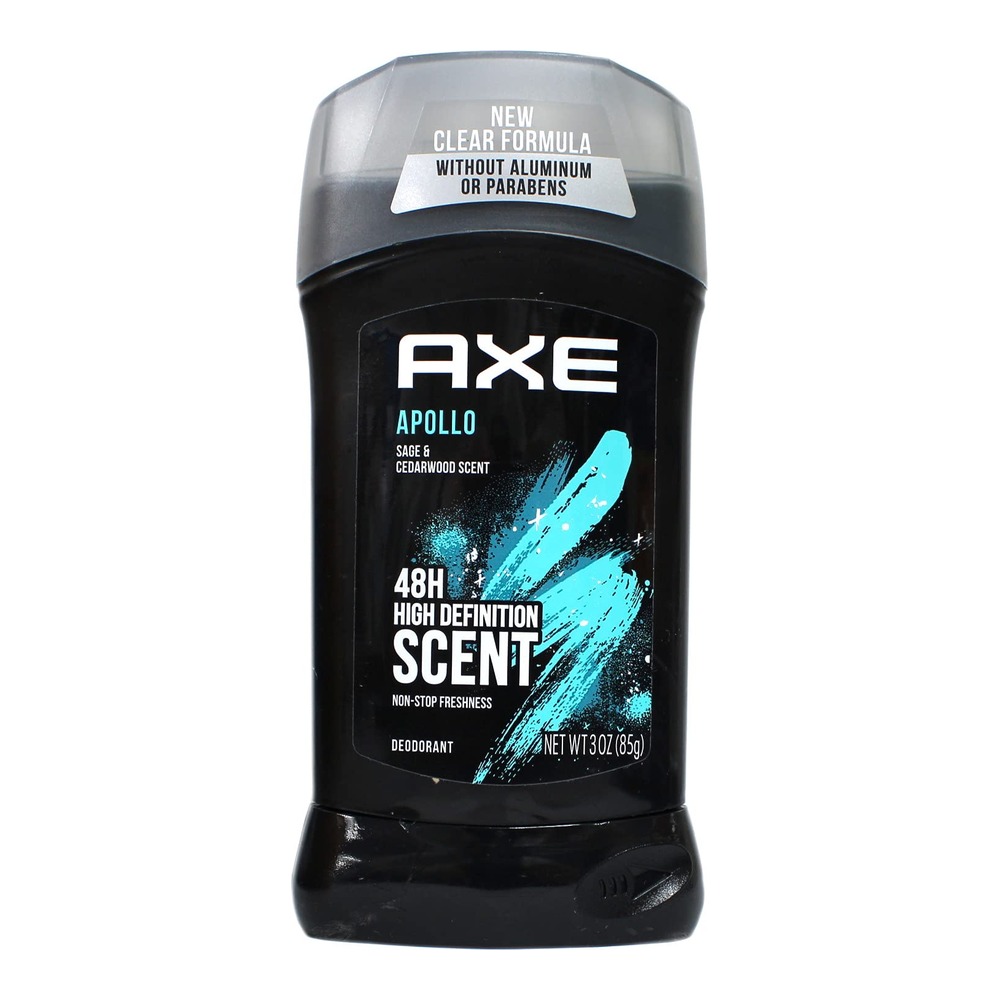 NEW
CLEAR FORMULA
WITHOUT ALUMINUM
OR PARABENS
AXE
APOLLO
SAGE &
CEDARWOOD SCENT
48H
HIGH DEFINITION
SCENT
NON-STOP FRESHNESS
DEODORANT
NET WT 3 OZ (85g)